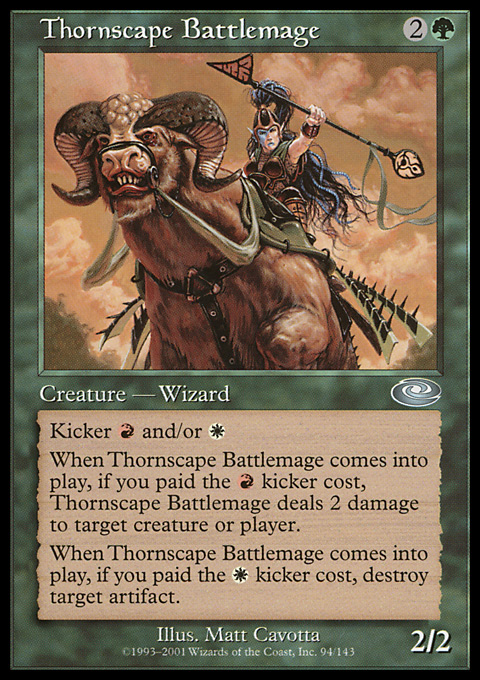 Thornscape Battlemage 2
Creature — Wizard
Kicker and/or
When Thornscape Battlemage comes into
play, if you paid the kicker cost,
Thornscape Battlemage deals 2 damage
to target creature or player.
When Thornscape Battlemage comes into
play, if you paid the kicker cost, destroy
target artifact.
Illus. Matt Cavotta
2/2
©1993–2001 Wizards of the Coast, Inc. 94/143